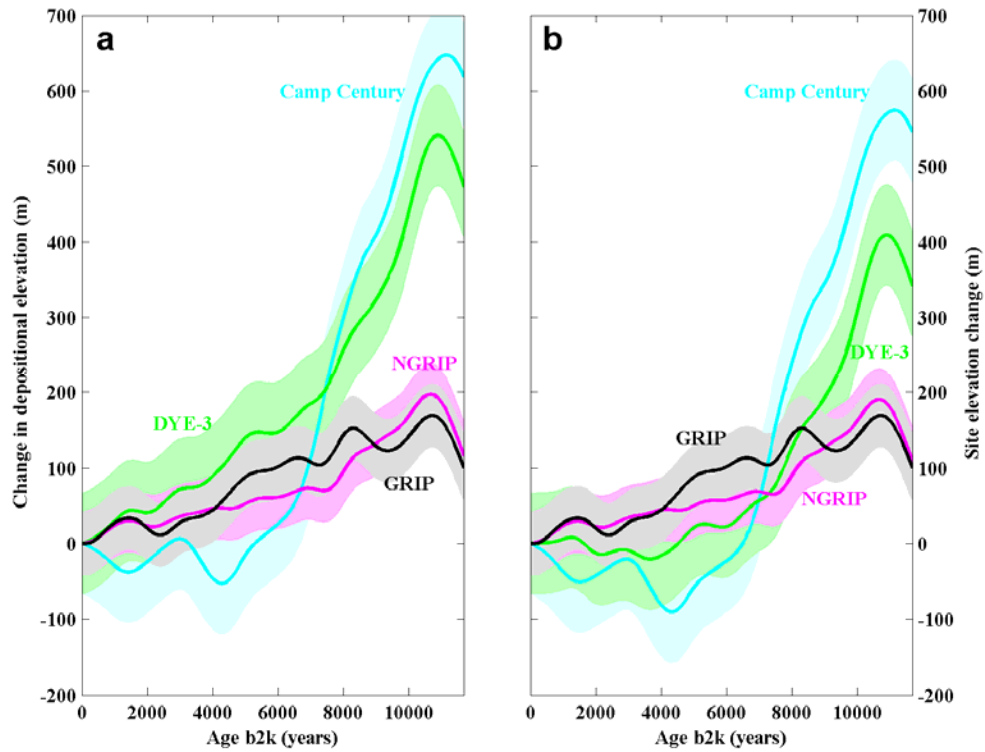 a
Change in depositional elevation (m)
700
600
500
400
300
200
100
0
-100
-200
Camp Century
NGRIP
DYE-3
GRIP
0 2000 4000 6000 8000 10000
Age b2k (years)
b
Camp Century
DYE-3
GRIP
NGRIP
700
600
500
400
300
200
100
0
-100
-200
Site elevation change (m)
0 2000 4000 6000 8000 10000
Age b2k (years)